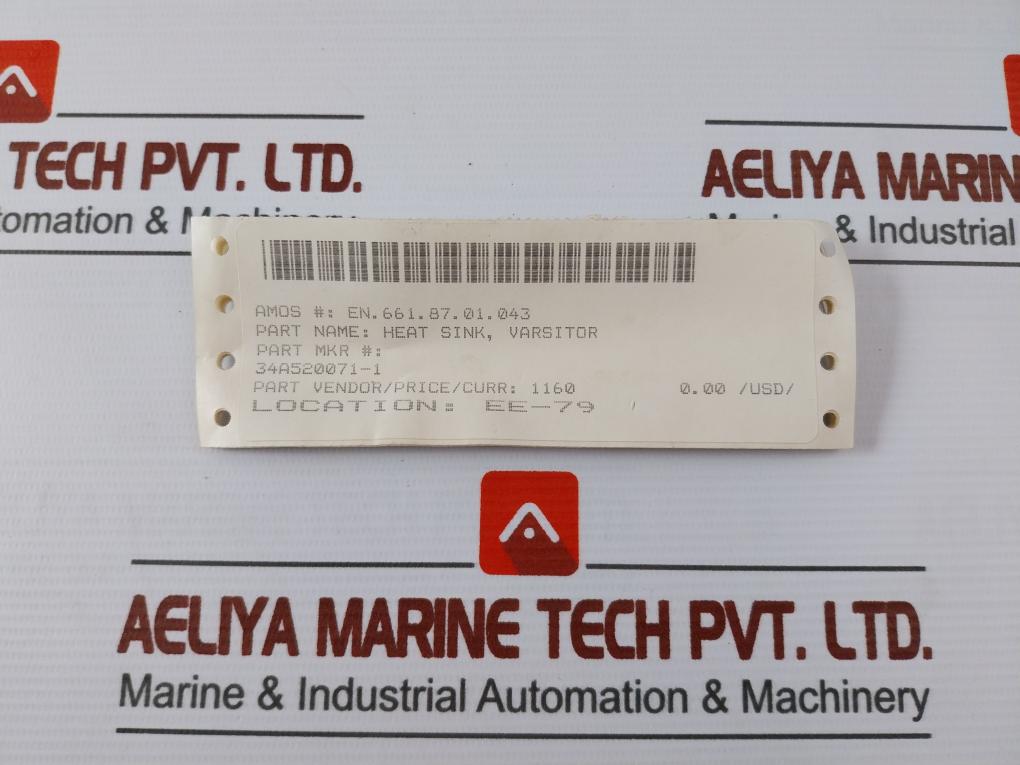 TECH PVT. LTD.
tomation & Machinery
AELIYA MARIN
Marine & Industrial
AMOS #: EN.661.87.01.043
PART NAME: HEAT SINK, VARSITOR
PART MKR #:
34A520071-1
PART VENDOR/PRICE/CURR: 1160 0.00 /USD/
LOCATION: EE-79
AELIYA MARINE TECH PVT. LTD.
Marine & Industrial Automation & Machinery